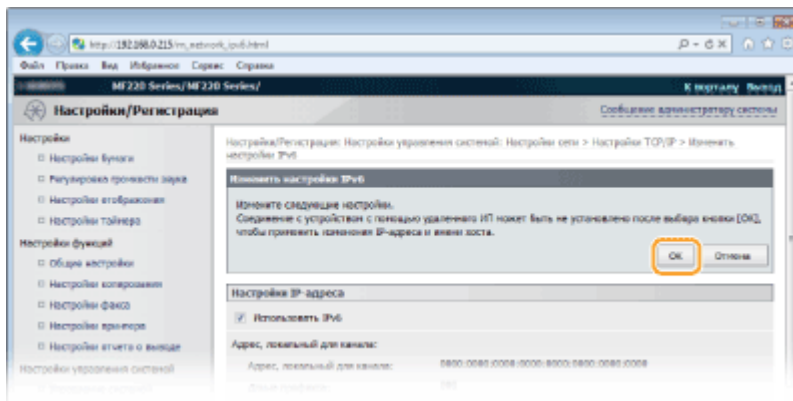 http://192.168.0.215/m_network_ipv6.html
Файл Правка Вид Избранное Сервис Справка
MF220 Series/MF220 Series/
К порталу Выход
Настройки/Регистрация
Сообщение администратору системы
Настройки
Настройки бумаги
Регулировка громкости звука
Настройки отображения
Настройки таймера
Настройки функций
Общие настройки
Настройки копирования
Настройки факса
Настройки принтера
Настройки отчета о выводе
Настройки управления системой
Настройки/Регистрация: Настройки управления системой: Настройки сети > Настройки TCP/IP > Изменить
настройки IPv6
Изменить настройки IPv6
Измените следующие настройки.
Соединение с устройством с помощью удаленного ИП может быть не установлено после выбора кнопки [OK],
чтобы применить изменения IP-адреса и имени хоста.
OK
Отмена
Настройки IP-адреса
Использовать IPv6
Адрес, локальный для канала:
Адрес, локальный для канала: